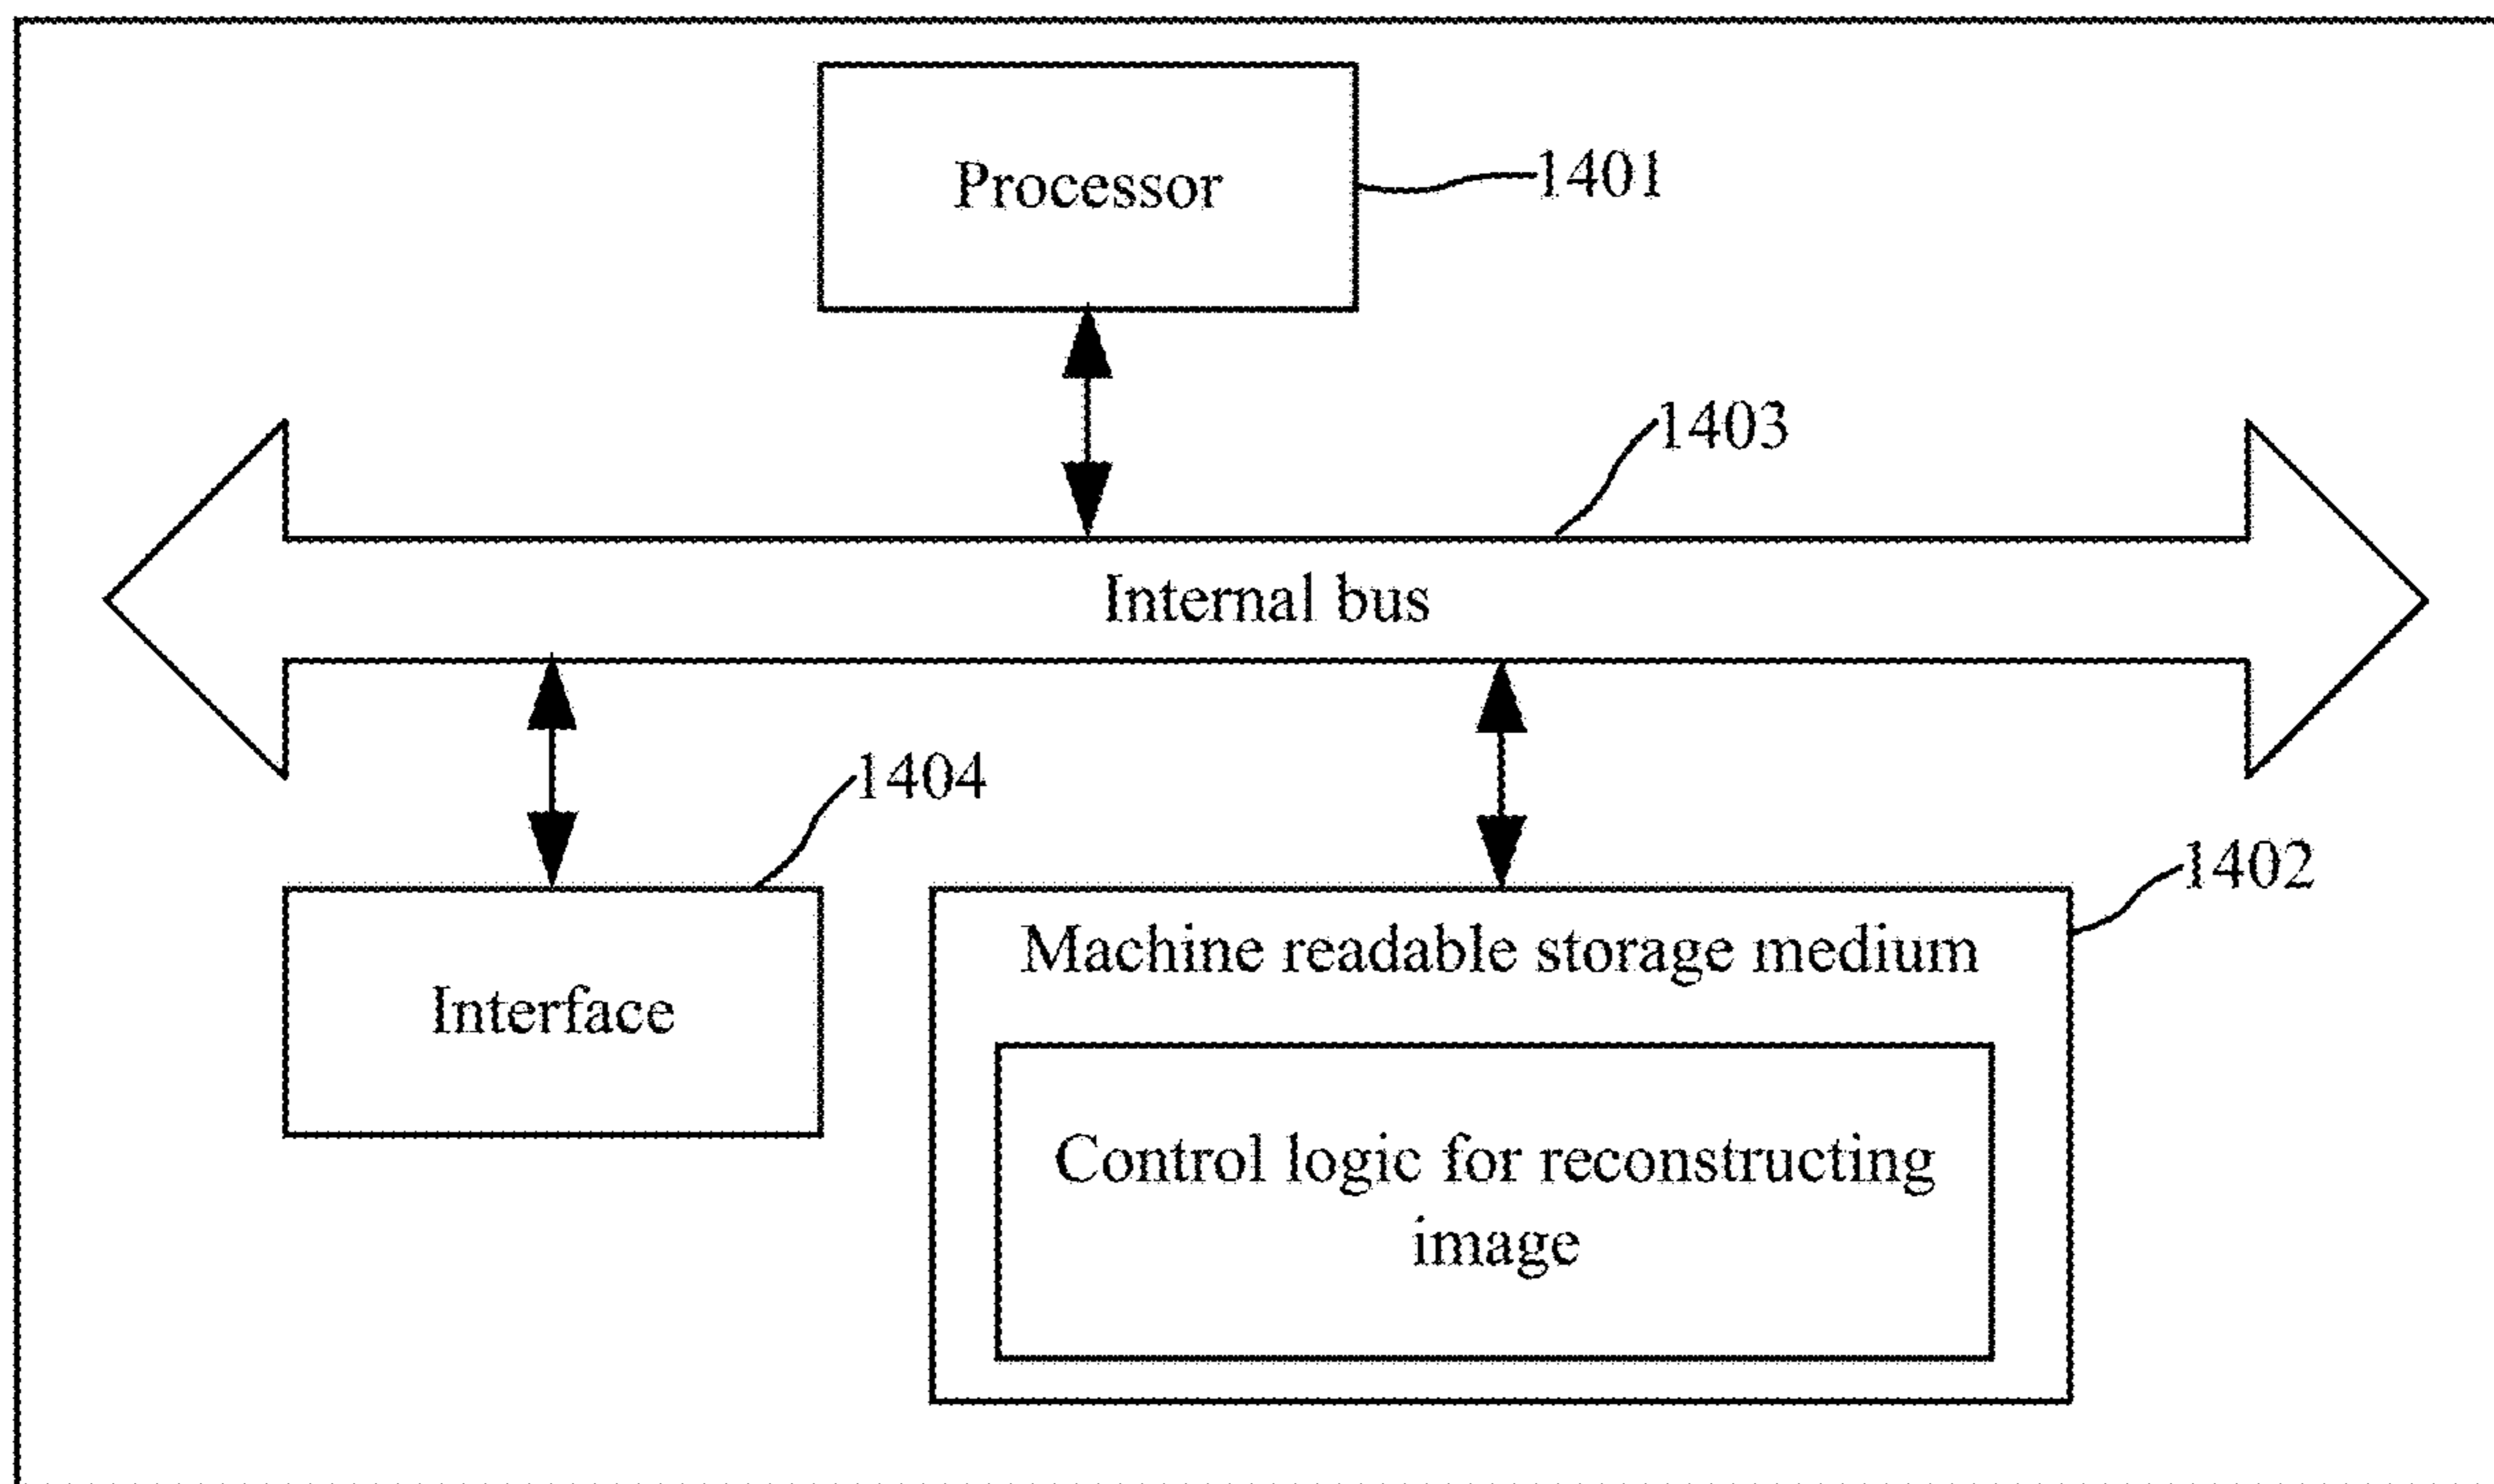 Processor
1401
1403
Internal bus
1404
1402
Machine readable storage medium
Interface
Control logic for reconstructing
image